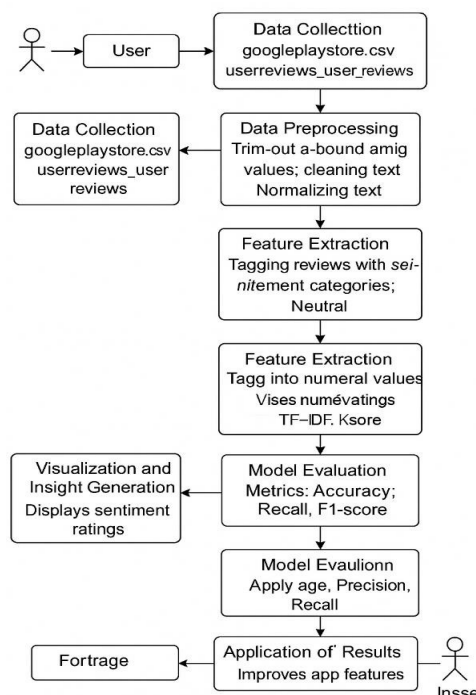 User
Data Collecttion
googleplaystore.csv
userreviews_user_reviews
Data Collection
googleplaystore.csv
userreviews_user
reviews
Data Preprocessing
Trim-out a-bound amig
values; cleaning text
Normalizing text
Feature Extraction
Tagging reviews with sei-
nitement categories;
Neutral
Feature Extraction
Tagg into numeral values
Vises numévatings
TF–IDF. Ksore
Visualization and
Insight Generation
Displays sentiment
ratings
Model Evaluation
Metrics: Accuracy;
Recall, F1-score
Model Evaulionn
Apply age, Precision,
Recall
Fortrage
Application of Results
Improves app features